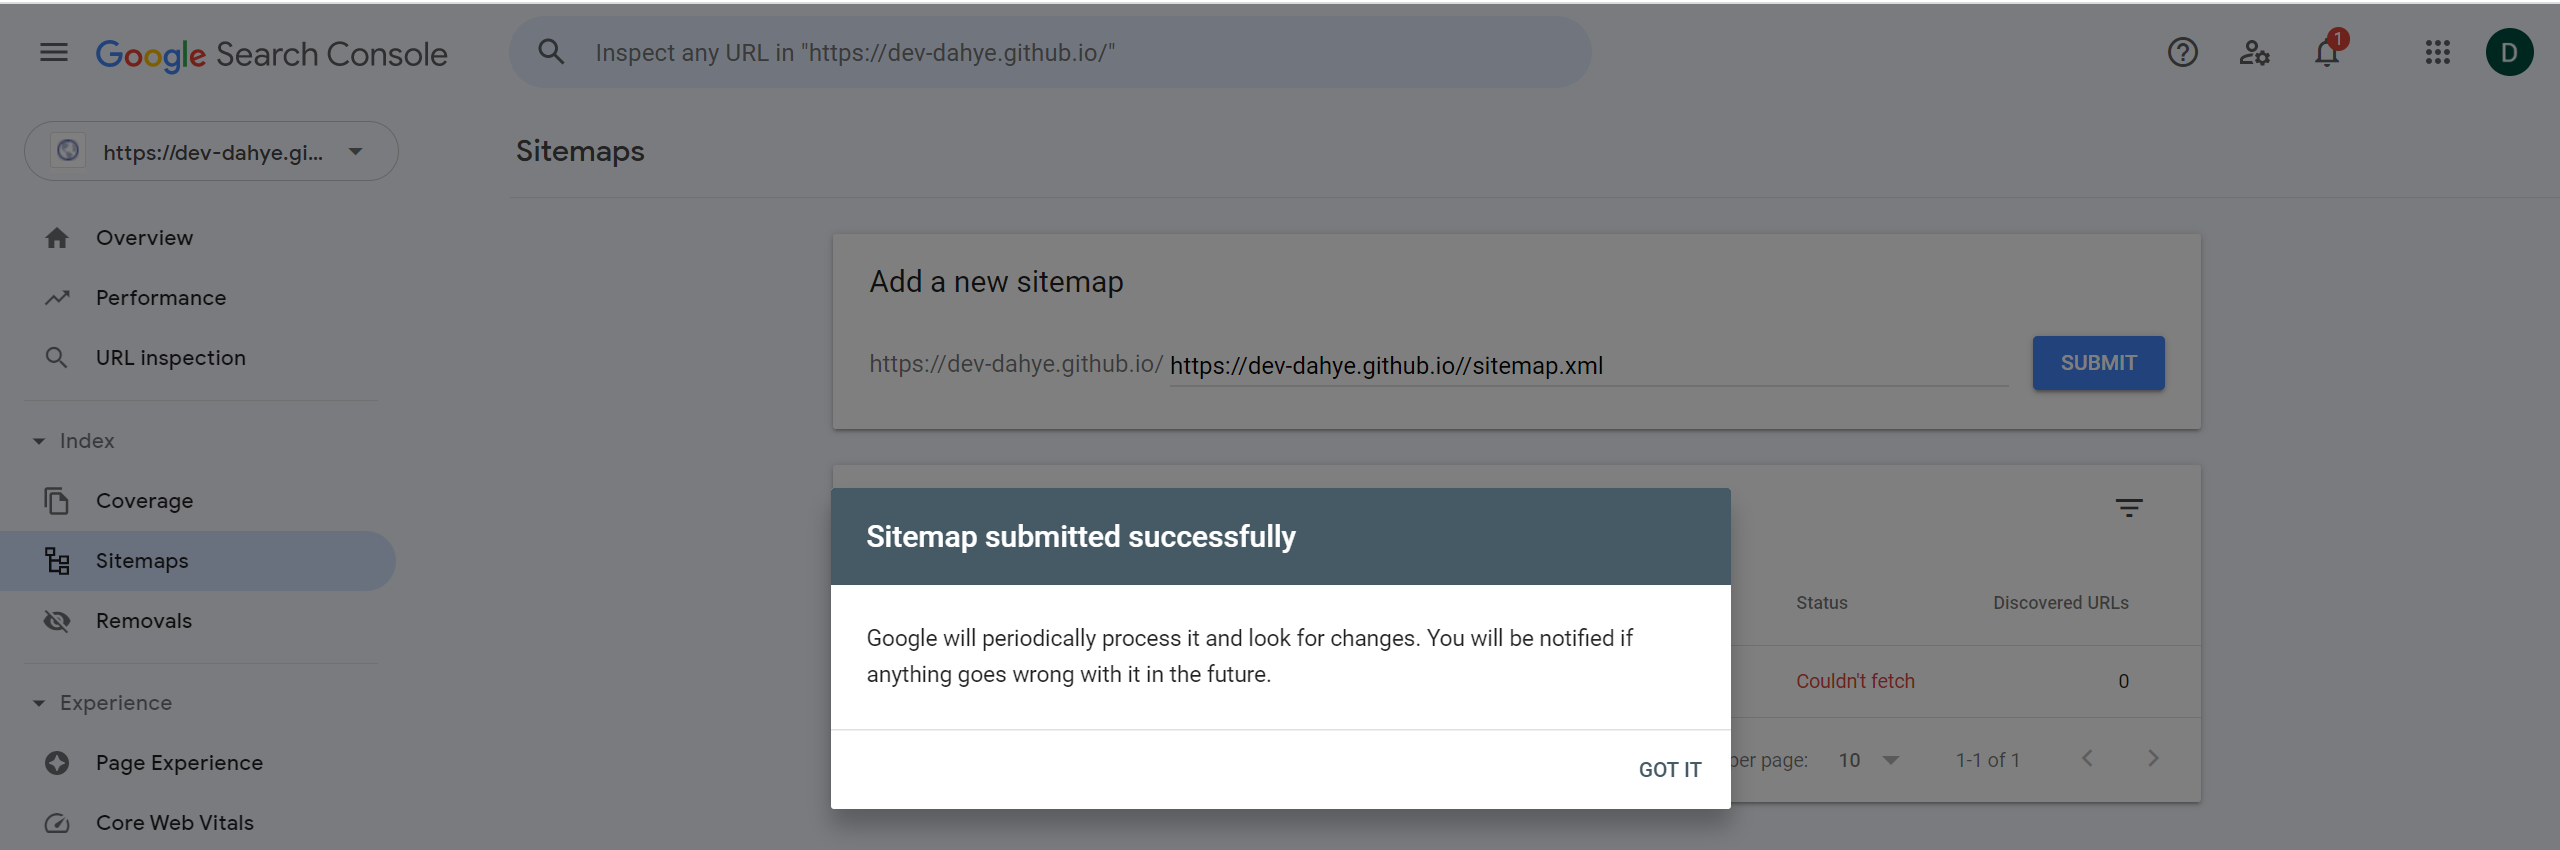 Google Search Console
Inspect any URL in "https://dev-dahye.github.io/"
1
D
https://dev-dahye.gi...
Overview
Performance
URL inspection
Index
Coverage
Sitemaps
Removals
Experience
Page Experience
Core Web Vitals
Sitemaps
Add a new sitemap
https://dev-dahye.github.io/ https://dev-dahye.github.io//sitemap.xml
SUBMIT
Status Discovered URLs
Couldn't fetch 0
per page: 10 1-1 of 1
Sitemap submitted successfully
Google will periodically process it and look for changes. You will be notified if
anything goes wrong with it in the future.
GOT IT